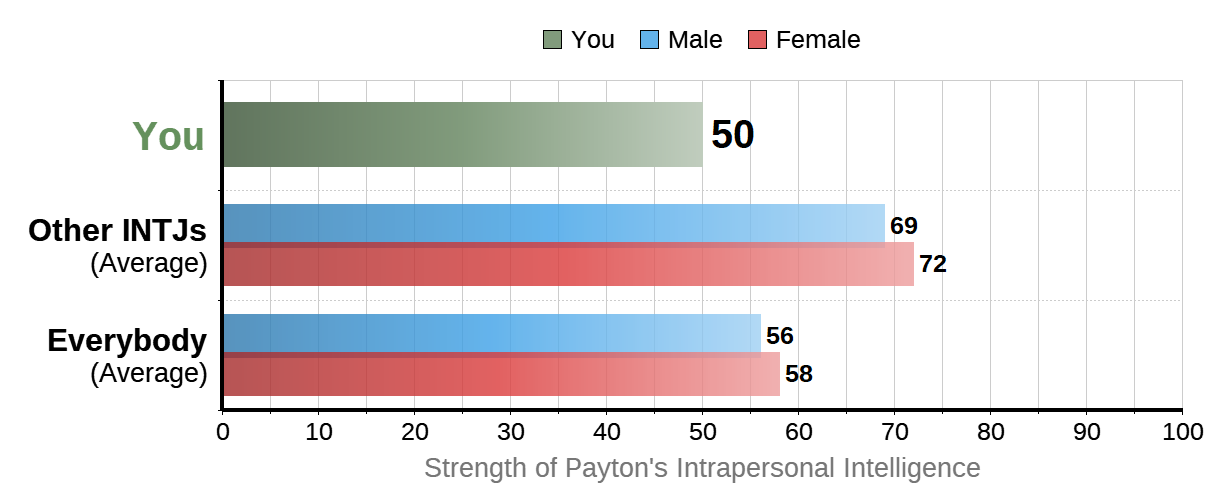 You Male Female
You 50
Other INTJs 69
(Average) 72
Everybody 56
(Average) 58
0 10 20 30 40 50 60 70 80 90 100
Strength of Payton's Intrapersonal Intelligence